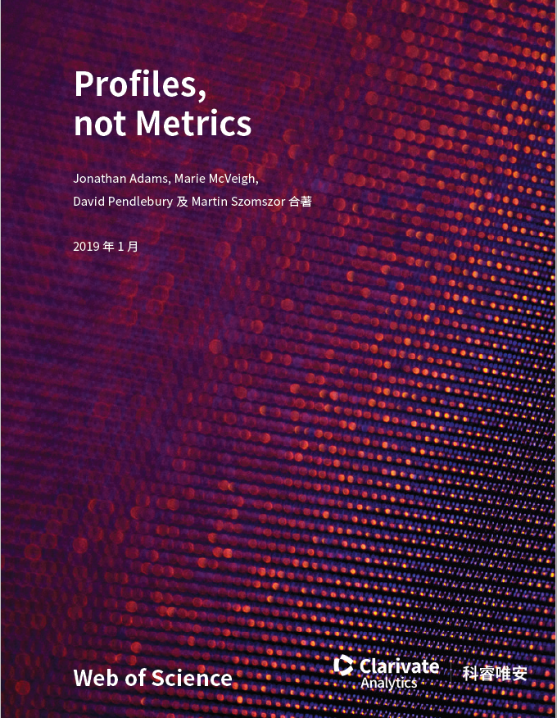 Profiles,
not Metrics
Jonathan Adams, Marie McVeigh,
David Pendlebury 及 Martin Szomszor 合著
2019 年 1 月
Web of Science
Clarivate
Analytics
科睿唯安